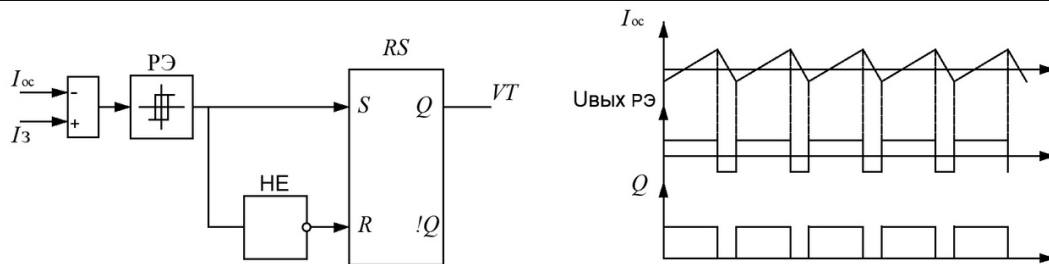 Iос
Iз
-
+
РЭ
НЕ
RS
S
Q
R
!Q
VT
Iос
Uвых РЭ
Q